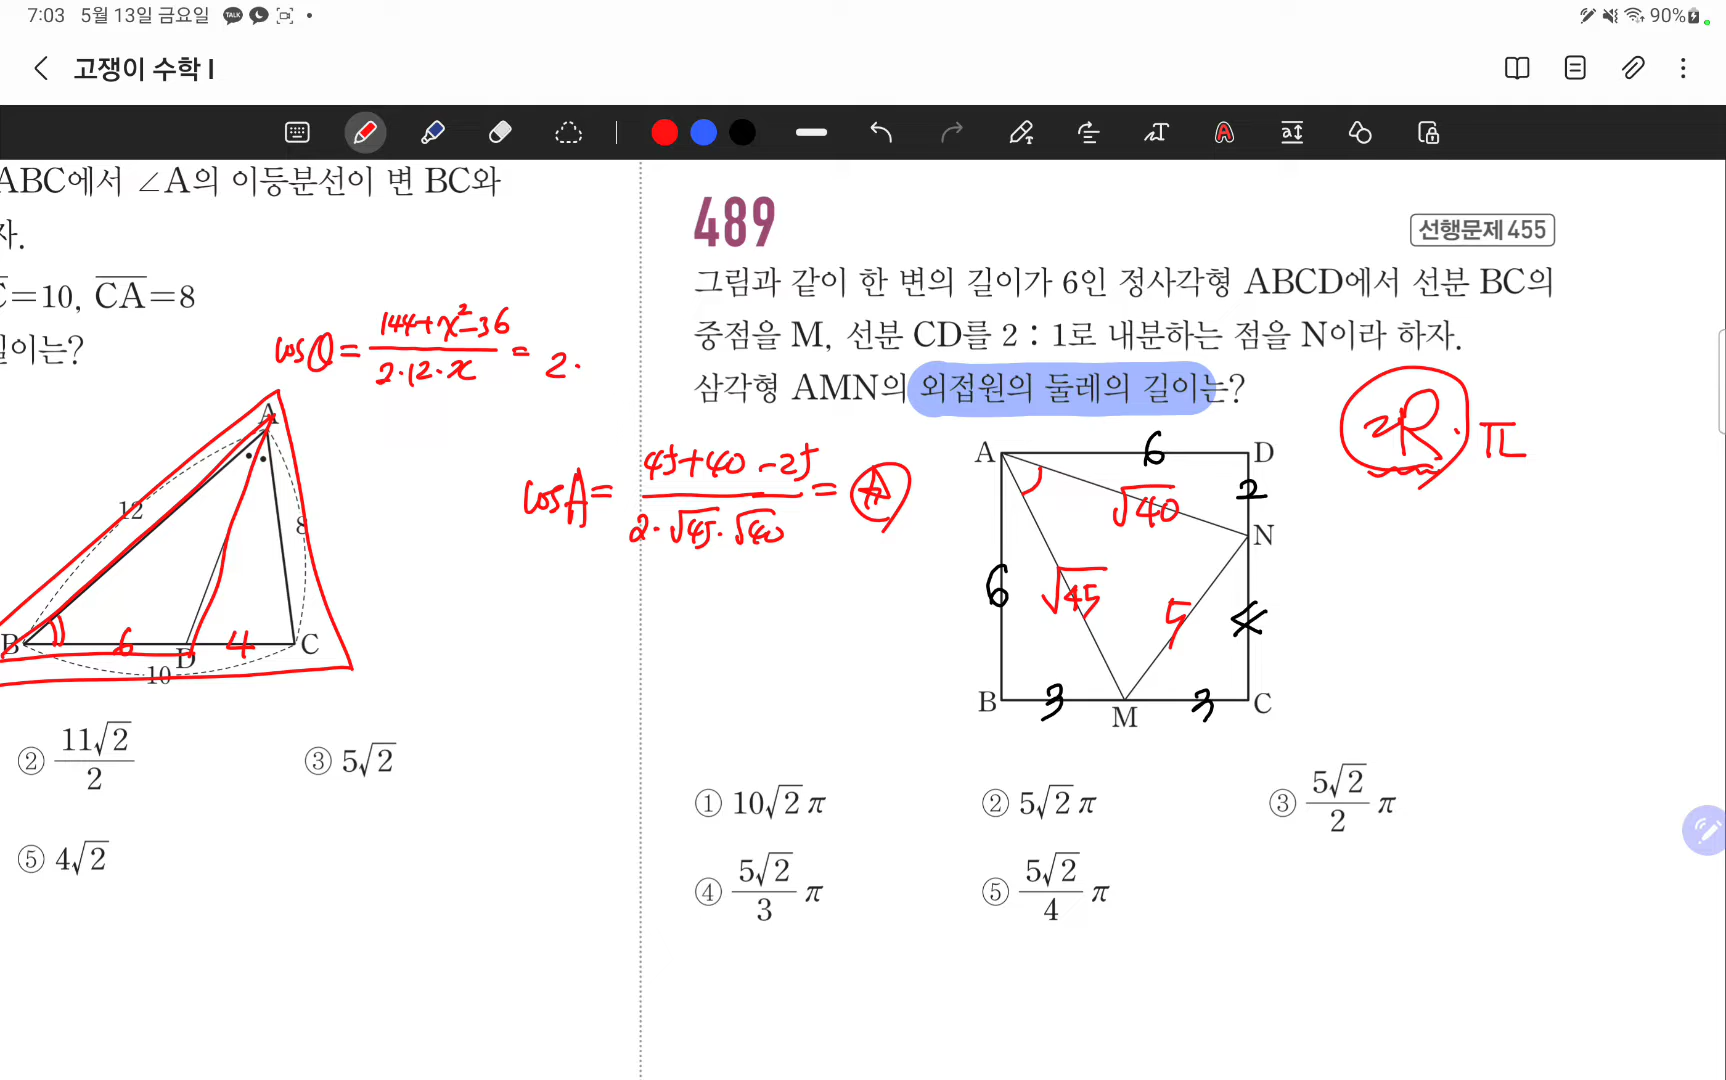 7:03 5월 13일 금요일 TALK 90%
고쟁이 수학 I
ABC에서 ∠A의 이등분선이 변 BC와
자.
C=10, CA=8
길이는?
cosθ = (144+x²-36)/(2·12·x) = 2·
A
12
8
B
6
D
4
C
10
② 11√2/2
③ 5√2
⑤ 4√2
489
선행문제 455
그림과 같이 한 변의 길이가 6인 정사각형 ABCD에서 선분 BC의
중점을 M, 선분 CD를 2 : 1로 내분하는 점을 N이라 하자.
삼각형 AMN의 외접원의 둘레의 길이는?
2R·π
cosA = (45+40-25)/(2·√45·√40) =
A 6 D
2
√40
N
6
√45
5
4
B 3 M 3 C
① 10√2π
② 5√2π
③ 5√2/2 π
④ 5√2/3 π
⑤ 5√2/4 π